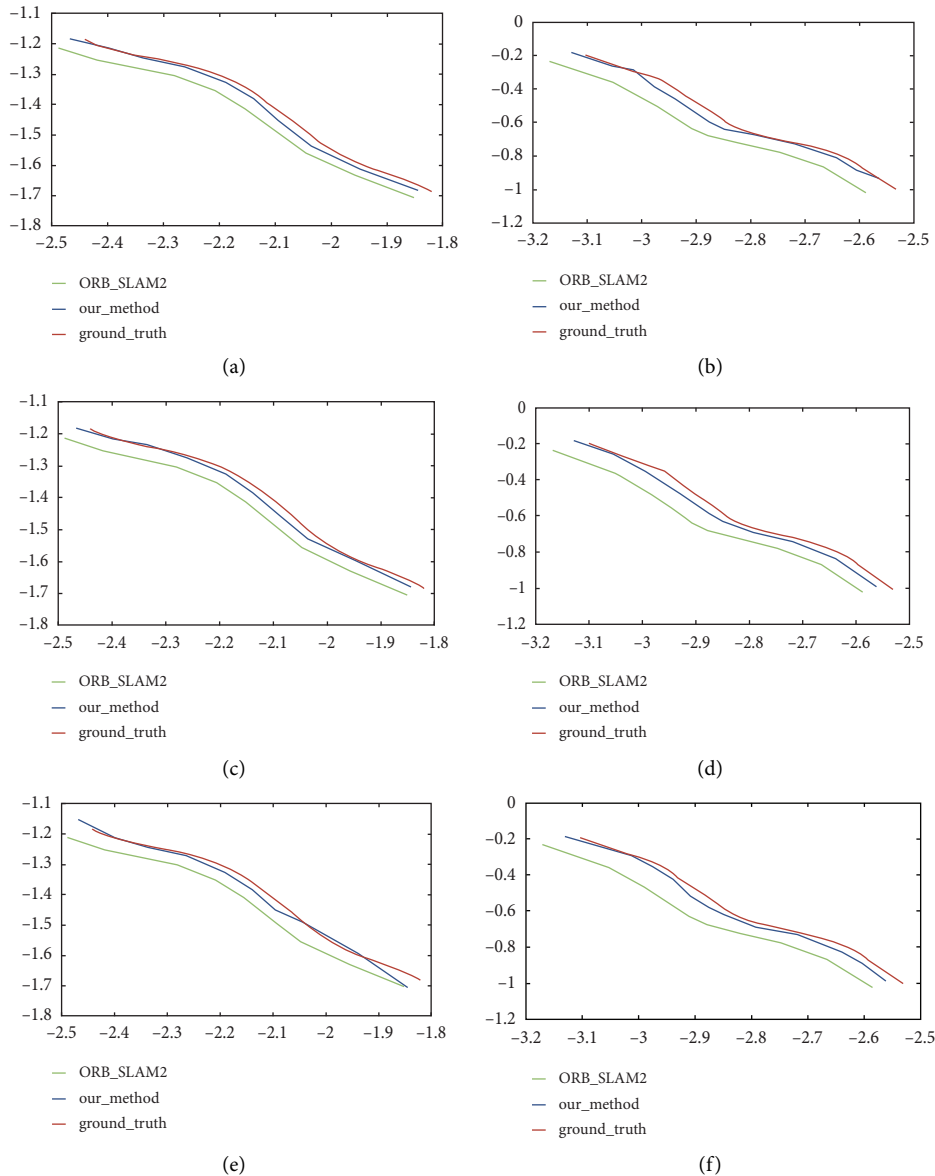 −1.1
−1.2
−1.3
−1.4
−1.5
−1.6
−1.7
−1.8
−2.5 −2.4 −2.3 −2.2 −2.1 −2 −1.9 −1.8
ORB_SLAM2
our_method
ground_truth
(a)
0
−0.2
−0.4
−0.6
−0.8
−1
−1.2
−3.2 −3.1 −3 −2.9 −2.8 −2.7 −2.6 −2.5
ORB_SLAM2
our_method
ground_truth
(b)
−1.1
−1.2
−1.3
−1.4
−1.5
−1.6
−1.7
−1.8
−2.5 −2.4 −2.3 −2.2 −2.1 −2 −1.9 −1.8
ORB_SLAM2
our_method
ground_truth
(c)
0
−0.2
−0.4
−0.6
−0.8
−1
−1.2
−3.2 −3.1 −3 −2.9 −2.8 −2.7 −2.6 −2.5
ORB_SLAM2
our_method
ground_truth
(d)
−1.1
−1.2
−1.3
−1.4
−1.5
−1.6
−1.7
−1.8
−2.5 −2.4 −2.3 −2.2 −2.1 −2 −1.9 −1.8
ORB_SLAM2
our_method
ground_truth
(e)
0
−0.2
−0.4
−0.6
−0.8
−1
−1.2
−3.2 −3.1 −3 −2.9 −2.8 −2.7 −2.6 −2.5
ORB_SLAM2
our_method
ground_truth
(f)